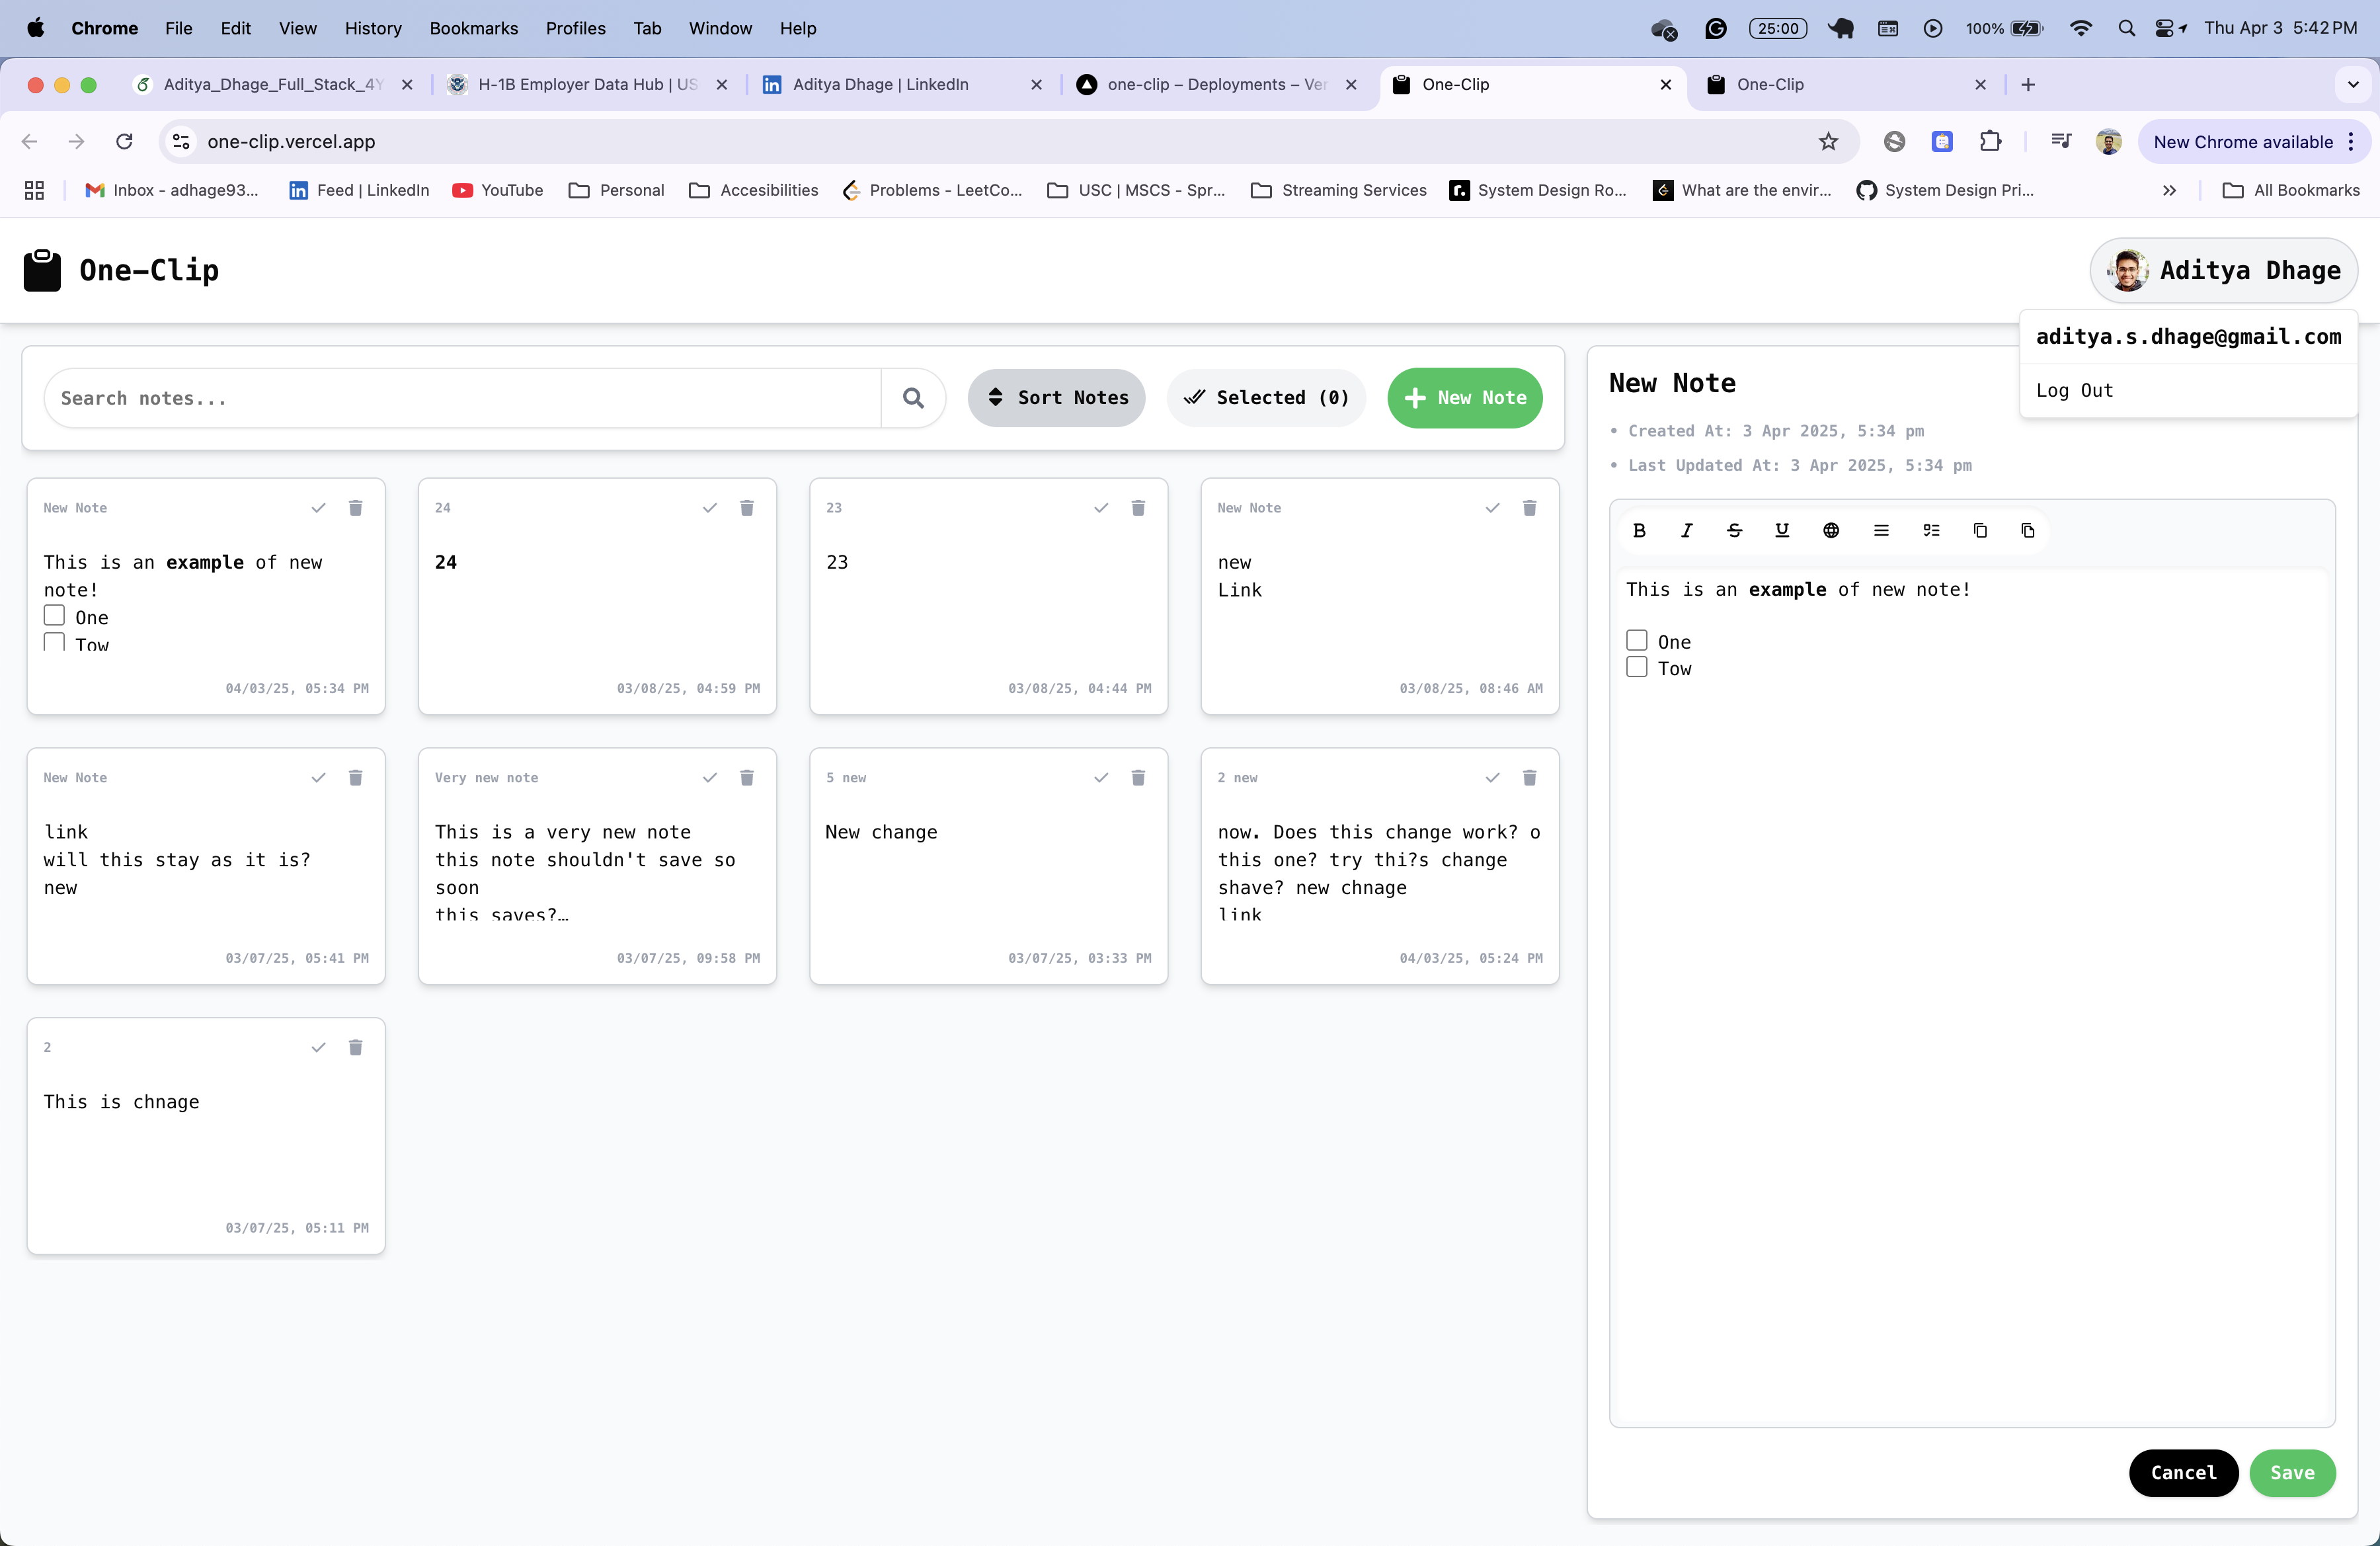 Chrome File Edit View History Bookmarks Profiles Tab Window Help 25:00 100% Thu Apr 3 5:42 PM
Aditya_Dhage_Full_Stack_4Y H-1B Employer Data Hub | US Aditya Dhage | LinkedIn one-clip – Deployments – Ver One-Clip One-Clip
one-clip.vercel.app New Chrome available
Inbox - adhage93... Feed | LinkedIn YouTube Personal Accesibilities Problems - LeetCo... USC | MSCS - Spr... Streaming Services System Design Ro... What are the envir... System Design Pri... All Bookmarks
One-Clip
Aditya Dhage
aditya.s.dhage@gmail.com
Log Out
Search notes... Sort Notes Selected (0) New Note
New Note
This is an example of new
note!
One
Tow
04/03/25, 05:34 PM
24
24
03/08/25, 04:59 PM
23
23
03/08/25, 04:44 PM
New Note
new
Link
03/08/25, 08:46 AM
New Note
link
will this stay as it is?
new
03/07/25, 05:41 PM
Very new note
This is a very new note
this note shouldn't save so
soon
this saves?…
03/07/25, 09:58 PM
5 new
New change
03/07/25, 03:33 PM
2 new
now. Does this change work? o
this one? try thi?s change
shave? new chnage
link
04/03/25, 05:24 PM
2
This is chnage
03/07/25, 05:11 PM
New Note
• Created At: 3 Apr 2025, 5:34 pm
• Last Updated At: 3 Apr 2025, 5:34 pm
B I S U
This is an example of new note!
One
Tow
Cancel Save